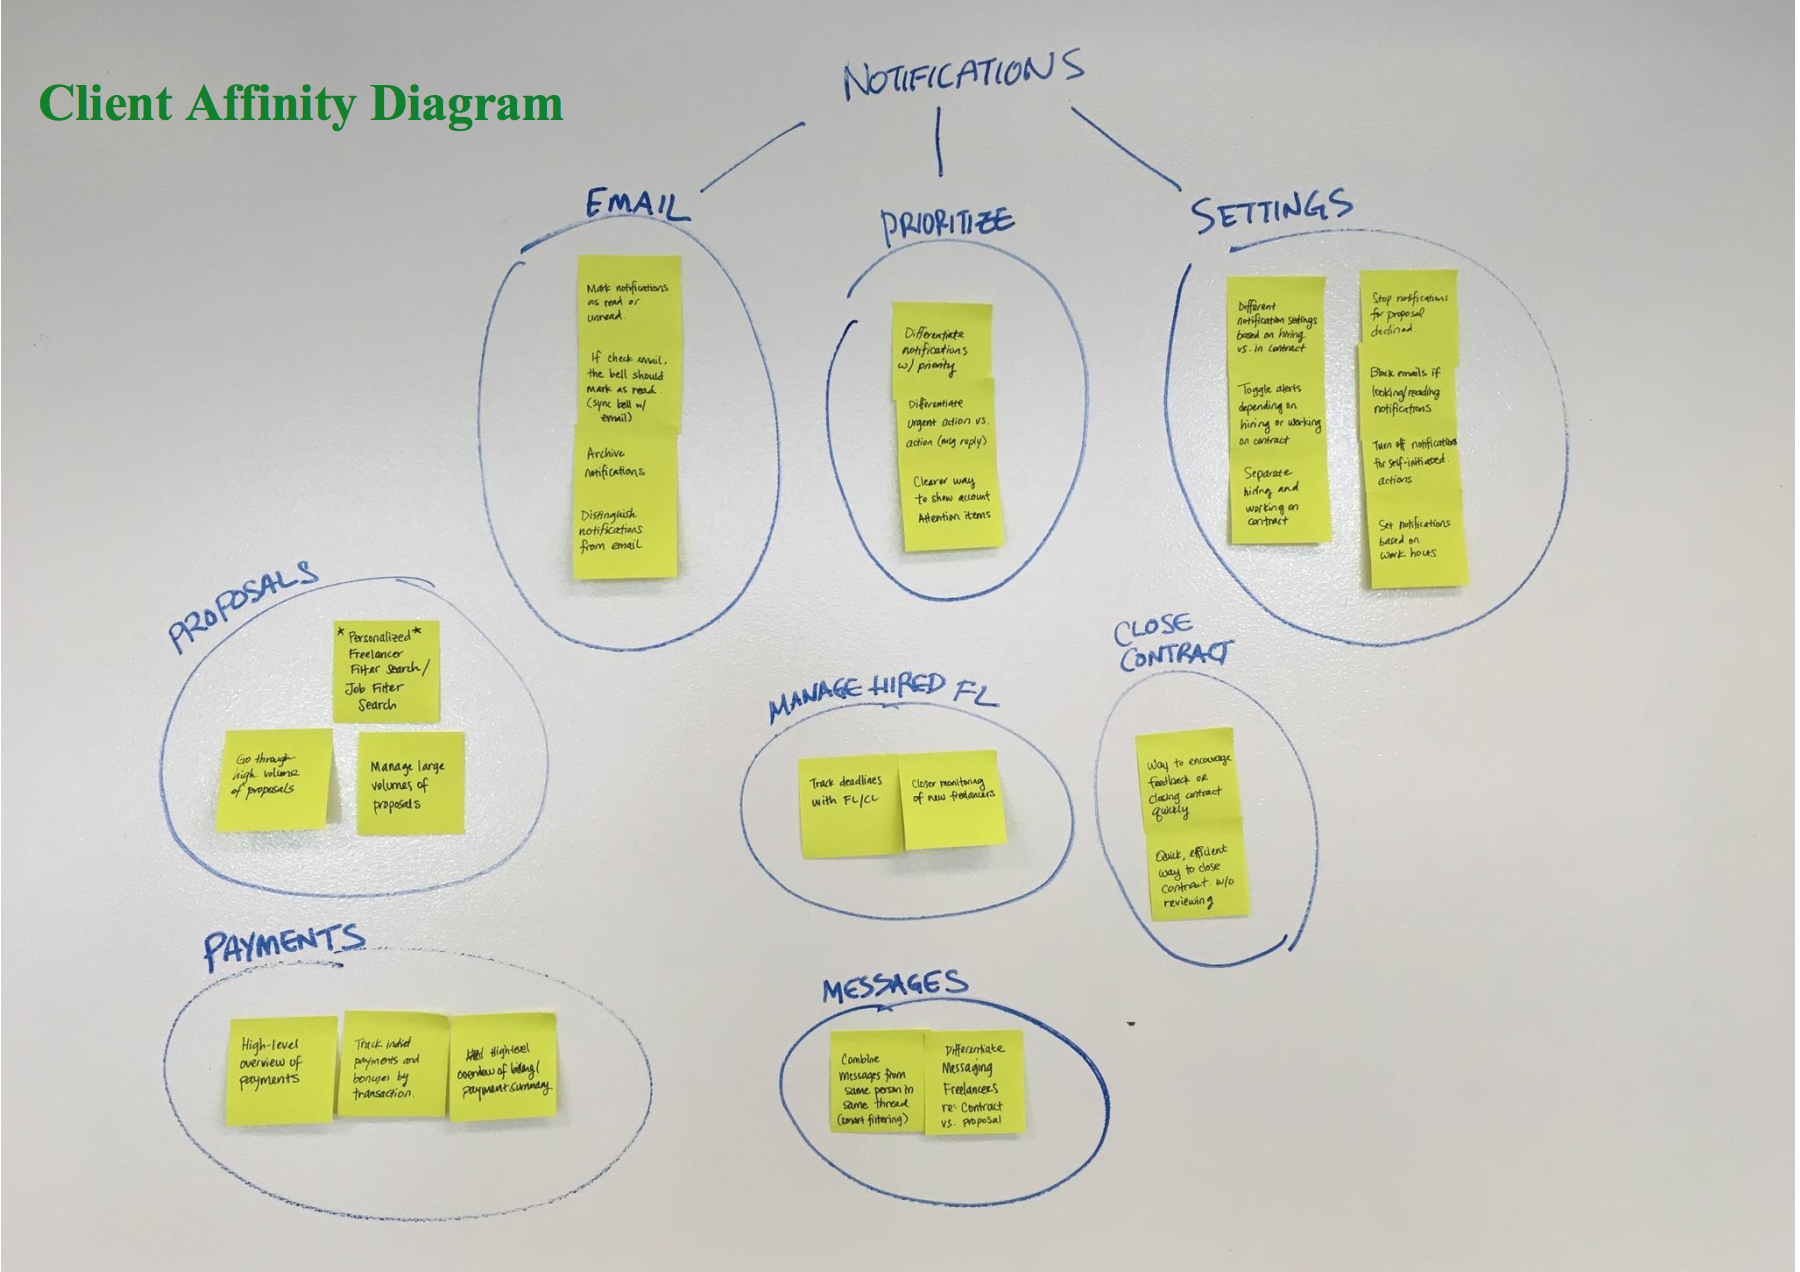 Client Affinity Diagram
NOTIFICATIONS
EMAIL
Mark notifications
as read or
unread.
If check email,
the bell should
mark as read.
(sync bell w/
email)
Archive
notifications
Distinguish
notifications
from email
PRIORITIZE
Differentiate
notifications
w/ priority
Differentiate
urgent action vs.
action (msg reply)
Clearer way
to show account
Attention items
SETTINGS
Different
notification settings
based on hiring
vs. in contract
Toggle alerts
depending on
hiring or working
on contract
Separate
hiring and
working on
contract
Stop notifications
for proposal
declined.
Block emails if
looking/reading
notifications
Turn off notifications
for self-initiated
actions
Set notifications
based on
work hours
PROPOSALS
*Personalized*
Freelancer
Filter Search/
Job Filter
Search
Go through
high volume
of proposals
Manage large
volumes of
proposals
MANAGE HIRED FL
Track deadlines
with FL/CL
Closer monitoring
of new freelancers
CLOSE
CONTRACT
Way to encourage
feedback or
closing contract
quickly
Quick, efficient
way to close
contract w/o
reviewing
PAYMENTS
High-level
overview of
payments
Track indiv
payments and
bonuses by
transaction.
High level
overview of billing/
payment summary
MESSAGES
Combine
messages from
same person in
same thread
(smart filtering)
Differentiate
Messaging
Freelancers
re: Contract
vs. proposal